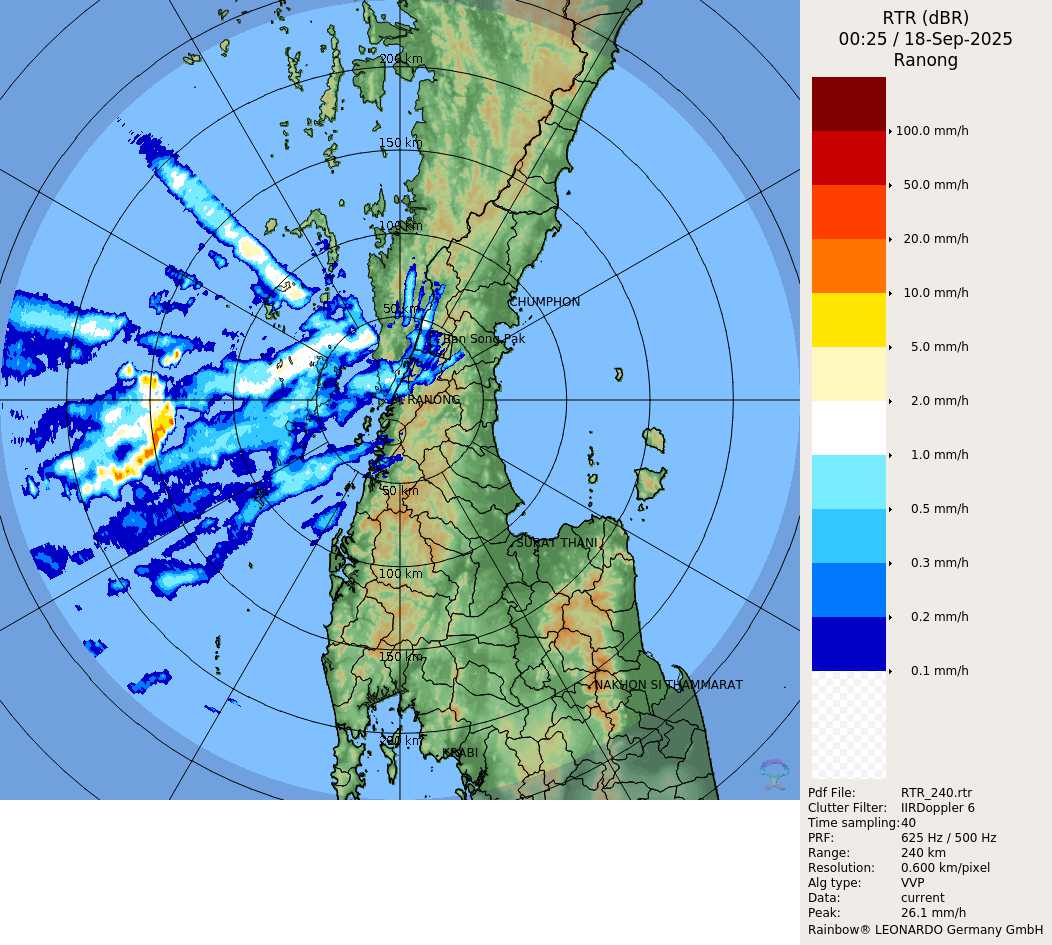 RTR (dBR)
00:25 / 18-Sep-2025
Ranong
200 km
150 km
100 km
50 km
CHUMPHON
Ban Song Pak
RANONG
50 km
SURAT THANI
100 km
150 km
NAKHON SI THAMMARAT
200 km
KRABI
100.0 mm/h
50.0 mm/h
20.0 mm/h
10.0 mm/h
5.0 mm/h
2.0 mm/h
1.0 mm/h
0.5 mm/h
0.3 mm/h
0.2 mm/h
0.1 mm/h
Pdf File: RTR_240.rtr
Clutter Filter: IIRDoppler 6
Time sampling:40
PRF: 625 Hz / 500 Hz
Range: 240 km
Resolution: 0.600 km/pixel
Alg type: VVP
Data: current
Peak: 26.1 mm/h
Rainbow® LEONARDO Germany GmbH